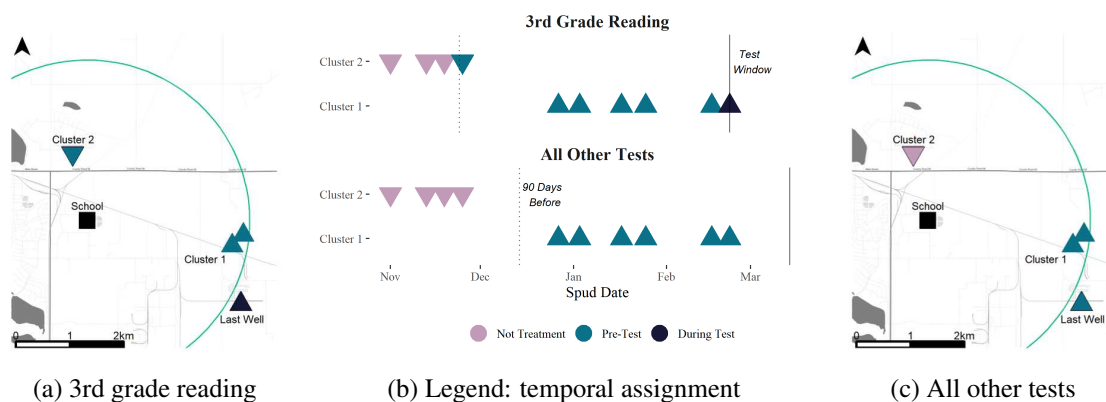 Cluster 2
School
Cluster 1
Last Well
0 1 2km
3rd Grade Reading
Cluster 2
Test
Window
Cluster 1
All Other Tests
Cluster 2
90 Days
Before
Cluster 1
Nov Dec Jan Feb Mar
Spud Date
Not Treatment Pre-Test During Test
Cluster 2
School
Cluster 1
Last Well
0 1 2km
(a) 3rd grade reading
(b) Legend: temporal assignment
(c) All other tests